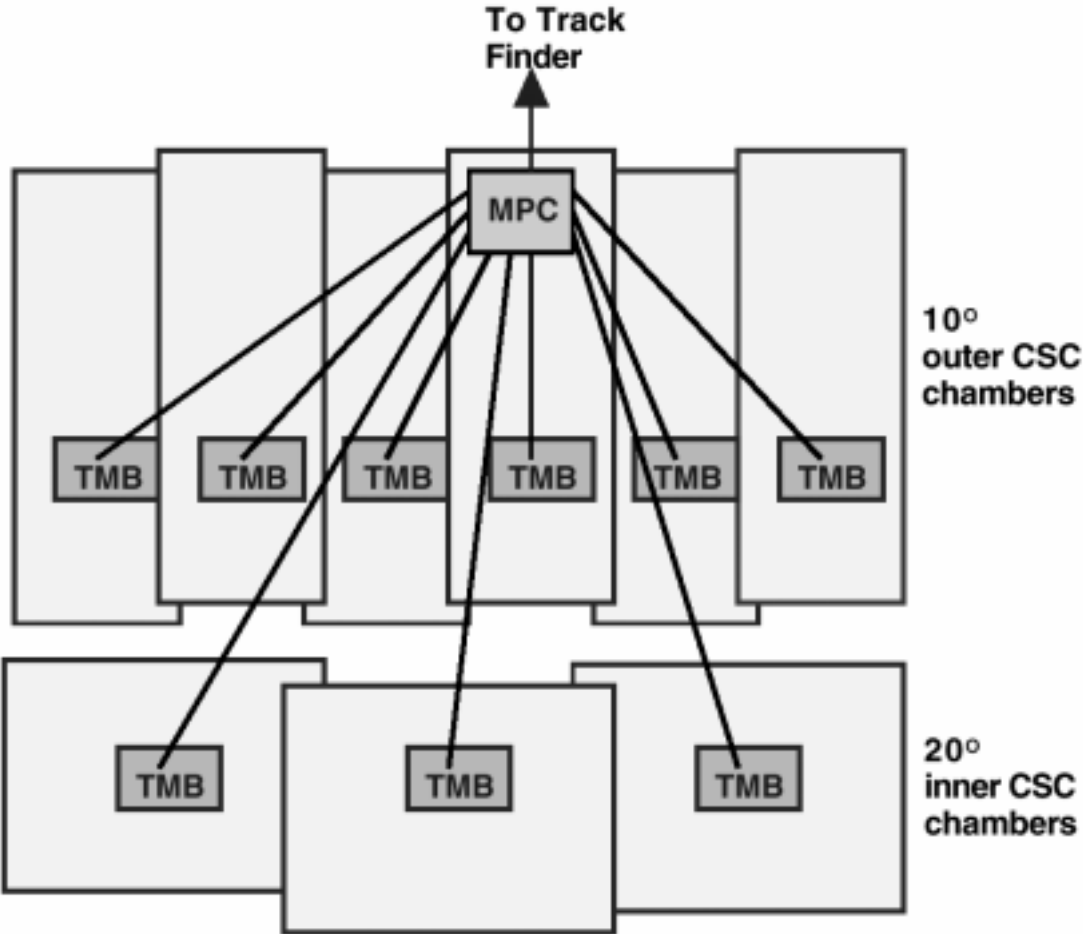 To Track
Finder
MPC
10°
outer CSC
chambers
TMB
TMB
TMB
TMB
TMB
TMB
20°
inner CSC
chambers
TMB
TMB
TMB